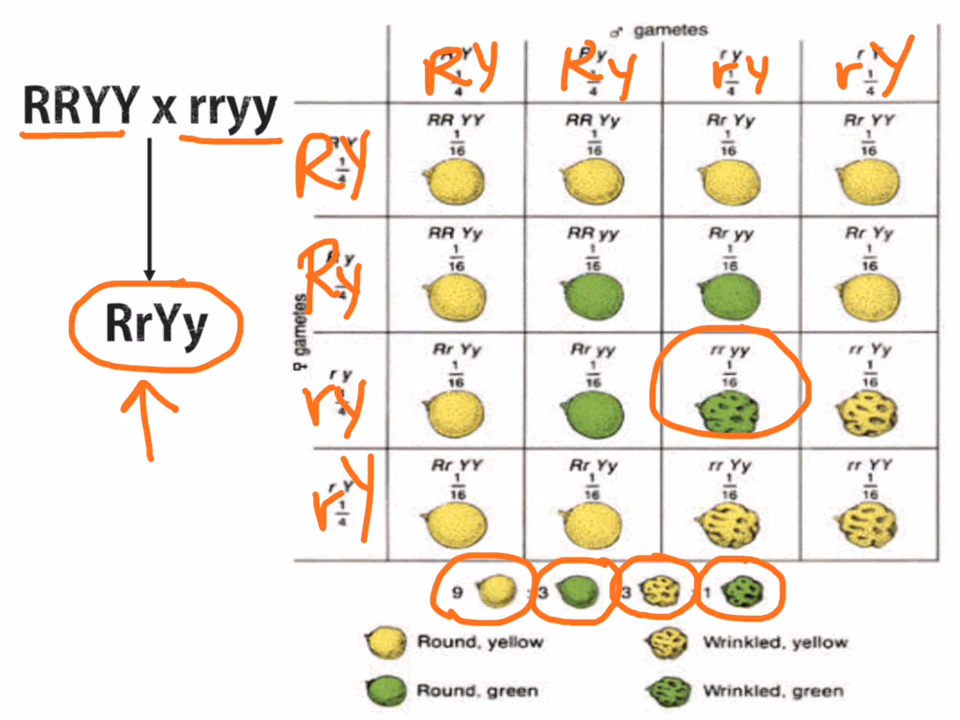 ♂ gametes
RY Ry ry rY
1/4 1/4 1/4 1/4
RRYY x rryy
RrYy
♀ gametes
RY 1/4
RR YY RR Yy Rr Yy Rr YY
1/16 1/16 1/16 1/16
Ry 1/4
RR Yy RR yy Rr yy Rr Yy
1/16 1/16 1/16 1/16
ry 1/4
Rr Yy Rr yy rr yy rr Yy
1/16 1/16 1/16 1/16
rY 1/4
Rr YY Rr Yy rr Yy rr YY
1/16 1/16 1/16 1/16
9 : 3 3 : 1
Round, yellow Wrinkled, yellow
Round, green Wrinkled, green